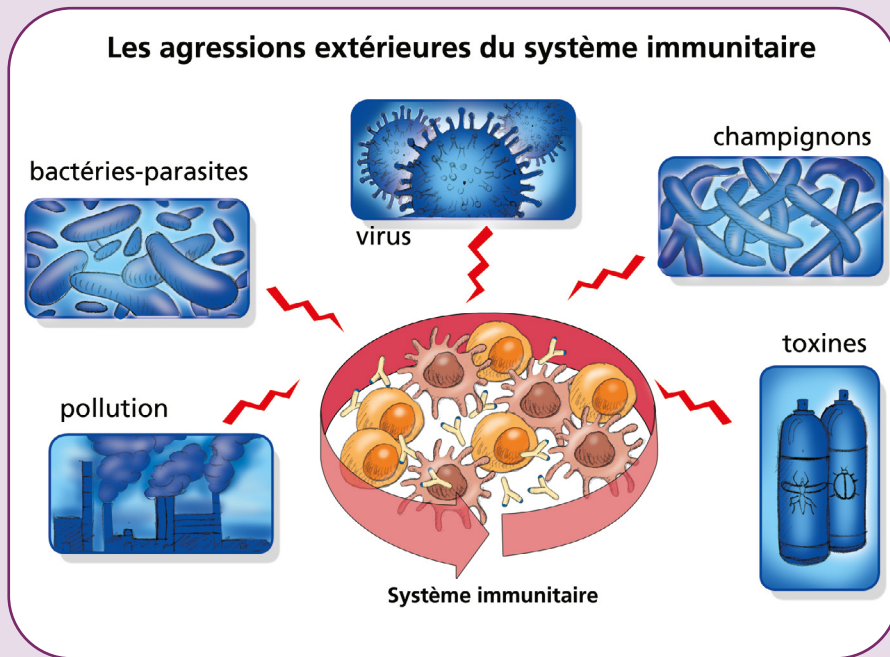 Les agressions extérieures du système immunitaire
bactéries-parasites
virus
champignons
pollution
toxines
Système immunitaire